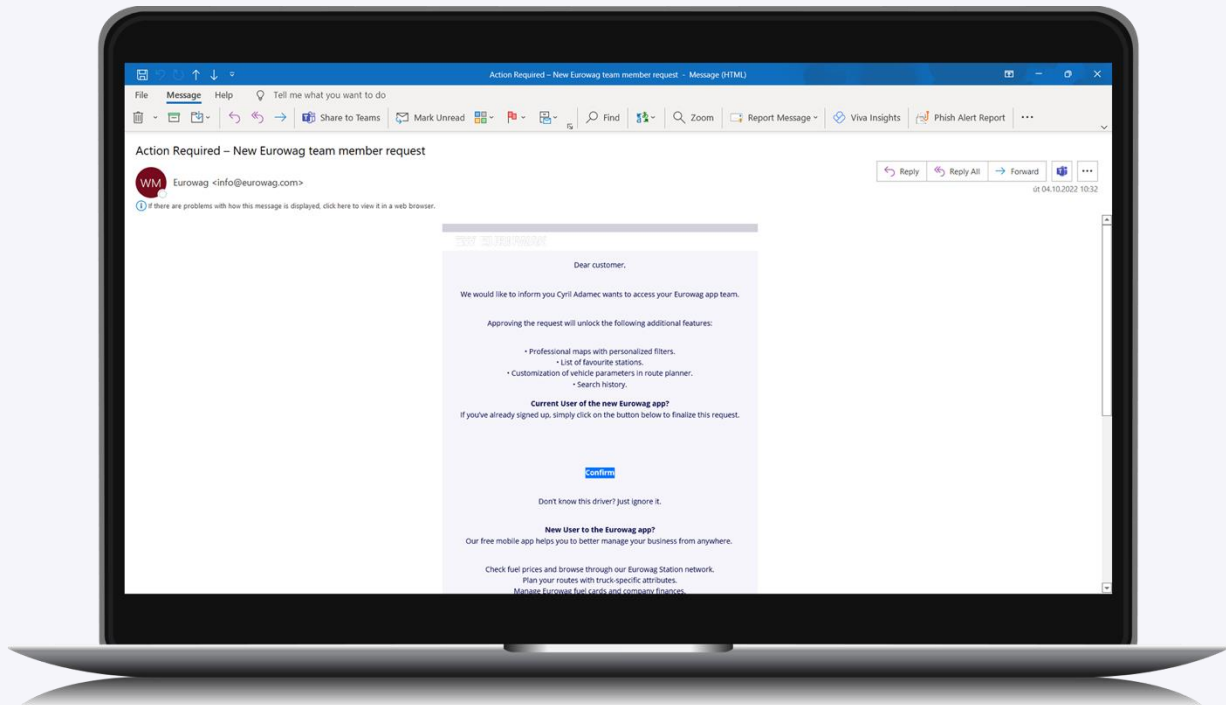 Action Required – New Eurowag team member request - Message (HTML)
File Message Help Tell me what you want to do
Share to Teams Mark Unread Find Zoom Report Message Viva Insights Phish Alert Report
Action Required – New Eurowag team member request
WM Eurowag <info@eurowag.com>
Reply Reply All Forward
út 04.10.2022 10:32
If there are problems with how this message is displayed, click here to view it in a web browser.
Dear customer,
We would like to inform you Cyril Adamec wants to access your Eurowag app team.
Approving the request will unlock the following additional features:
• Professional maps with personalized filters.
• List of favourite stations.
• Customization of vehicle parameters in route planner.
• Search history.
Current User of the new Eurowag app?
If you've already signed up, simply click on the button below to finalize this request.
Confirm
Don't know this driver? Just ignore it.
New User to the Eurowag app?
Our free mobile app helps you to better manage your business from anywhere.
Check fuel prices and browse through our Eurowag Station network.
Plan your routes with truck-specific attributes.
Manage Eurowag fuel cards and company finances.